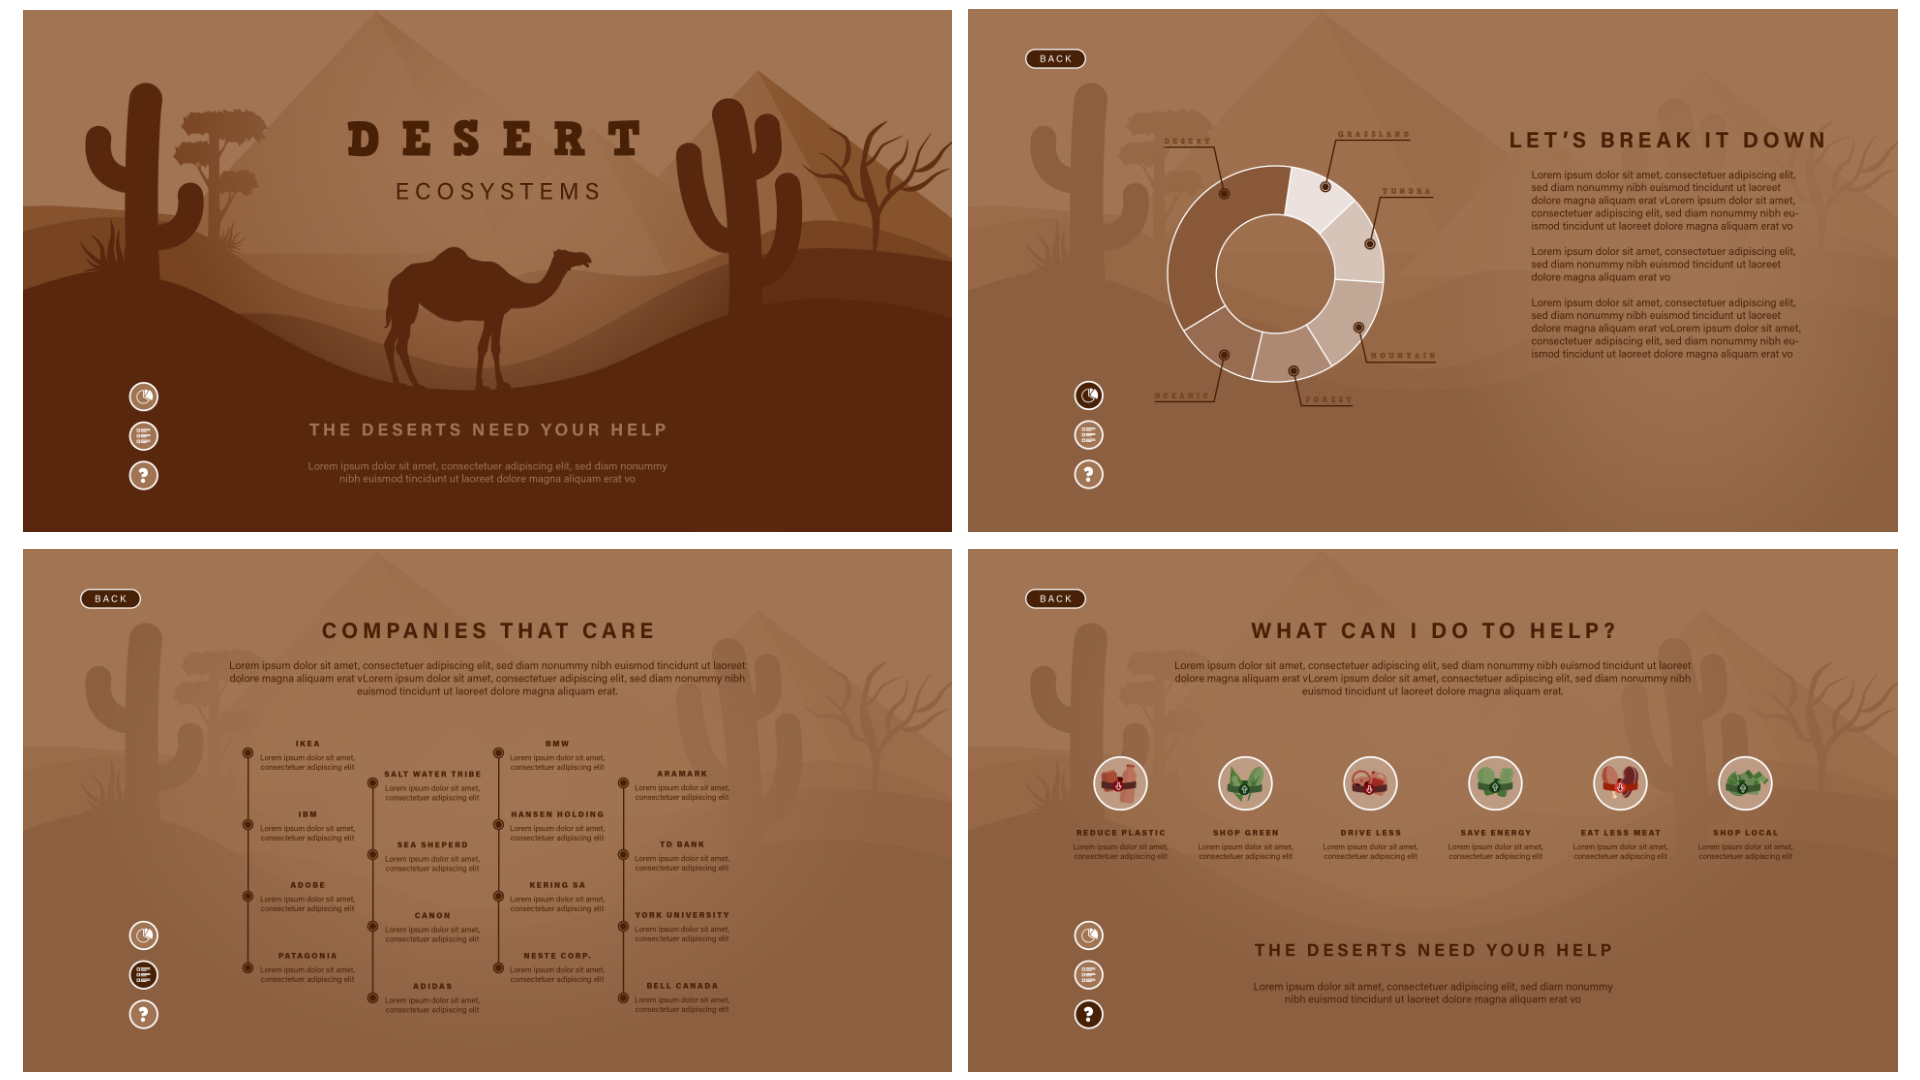 DESERT
ECOSYSTEMS
THE DESERTS NEED YOUR HELP
Lorem ipsum dolor sit amet, consectetuer adipiscing elit, sed diam nonummy
nibh euismod tincidunt ut laoreet dolore magna aliquam erat vo
?
BACK
DESERT
GRASSLAND
TUNDRA
MOUNTAIN
FOREST
OCEANIC
LET'S BREAK IT DOWN
Lorem ipsum dolor sit amet, consectetuer adipiscing elit,
sed diam nonummy nibh euismod tincidunt ut laoreet
dolore magna aliquam erat vLorem ipsum dolor sit amet,
consectetuer adipiscing elit, sed diam nonummy nibh eu-
ismod tincidunt ut laoreet dolore magna aliquam erat vo
Lorem ipsum dolor sit amet, consectetuer adipiscing elit,
sed diam nonummy nibh euismod tincidunt ut laoreet
dolore magna aliquam erat vo
Lorem ipsum dolor sit amet, consectetuer adipiscing elit,
sed diam nonummy nibh euismod tincidunt ut laoreet
dolore magna aliquam erat voLorem ipsum dolor sit amet,
consectetuer adipiscing elit, sed diam nonummy nibh eu-
ismod tincidunt ut laoreet dolore magna aliquam erat vo
?
BACK
COMPANIES THAT CARE
Lorem ipsum dolor sit amet, consectetuer adipiscing elit, sed diam nonummy nibh euismod tincidunt ut laoreet
dolore magna aliquam erat vLorem ipsum dolor sit amet, consectetuer adipiscing elit, sed diam nonummy nibh
euismod tincidunt ut laoreet dolore magna aliquam erat.
IKEA
Lorem ipsum dolor sit amet,
consectetuer adipiscing elit
IBM
Lorem ipsum dolor sit amet,
consectetuer adipiscing elit
ADOBE
Lorem ipsum dolor sit amet,
consectetuer adipiscing elit
PATAGONIA
Lorem ipsum dolor sit amet,
consectetuer adipiscing elit
SALT WATER TRIBE
Lorem ipsum dolor sit amet,
consectetuer adipiscing elit
SEA SHEPERD
Lorem ipsum dolor sit amet,
consectetuer adipiscing elit
CANON
Lorem ipsum dolor sit amet,
consectetuer adipiscing elit
ADIDAS
Lorem ipsum dolor sit amet,
consectetuer adipiscing elit
BMW
Lorem ipsum dolor sit amet,
consectetuer adipiscing elit
HANSEN HOLDING
Lorem ipsum dolor sit amet,
consectetuer adipiscing elit
KERING SA
Lorem ipsum dolor sit amet,
consectetuer adipiscing elit
NESTE CORP.
Lorem ipsum dolor sit amet,
consectetuer adipiscing elit
ARAMARK
Lorem ipsum dolor sit amet,
consectetuer adipiscing elit
TD BANK
Lorem ipsum dolor sit amet,
consectetuer adipiscing elit
YORK UNIVERSITY
Lorem ipsum dolor sit amet,
consectetuer adipiscing elit
BELL CANADA
Lorem ipsum dolor sit amet,
consectetuer adipiscing elit
?
BACK
WHAT CAN I DO TO HELP?
Lorem ipsum dolor sit amet, consectetuer adipiscing elit, sed diam nonummy nibh euismod tincidunt ut laoreet
dolore magna aliquam erat vLorem ipsum dolor sit amet, consectetuer adipiscing elit, sed diam nonummy nibh
euismod tincidunt ut laoreet dolore magna aliquam erat.
REDUCE PLASTIC
Lorem ipsum dolor sit amet,
consectetuer adipiscing elit
SHOP GREEN
Lorem ipsum dolor sit amet,
consectetuer adipiscing elit
DRIVE LESS
Lorem ipsum dolor sit amet,
consectetuer adipiscing elit
SAVE ENERGY
Lorem ipsum dolor sit amet,
consectetuer adipiscing elit
EAT LESS MEAT
Lorem ipsum dolor sit amet,
consectetuer adipiscing elit
SHOP LOCAL
Lorem ipsum dolor sit amet,
consectetuer adipiscing elit
THE DESERTS NEED YOUR HELP
Lorem ipsum dolor sit amet, consectetuer adipiscing elit, sed diam nonummy
nibh euismod tincidunt ut laoreet dolore magna aliquam erat vo
?